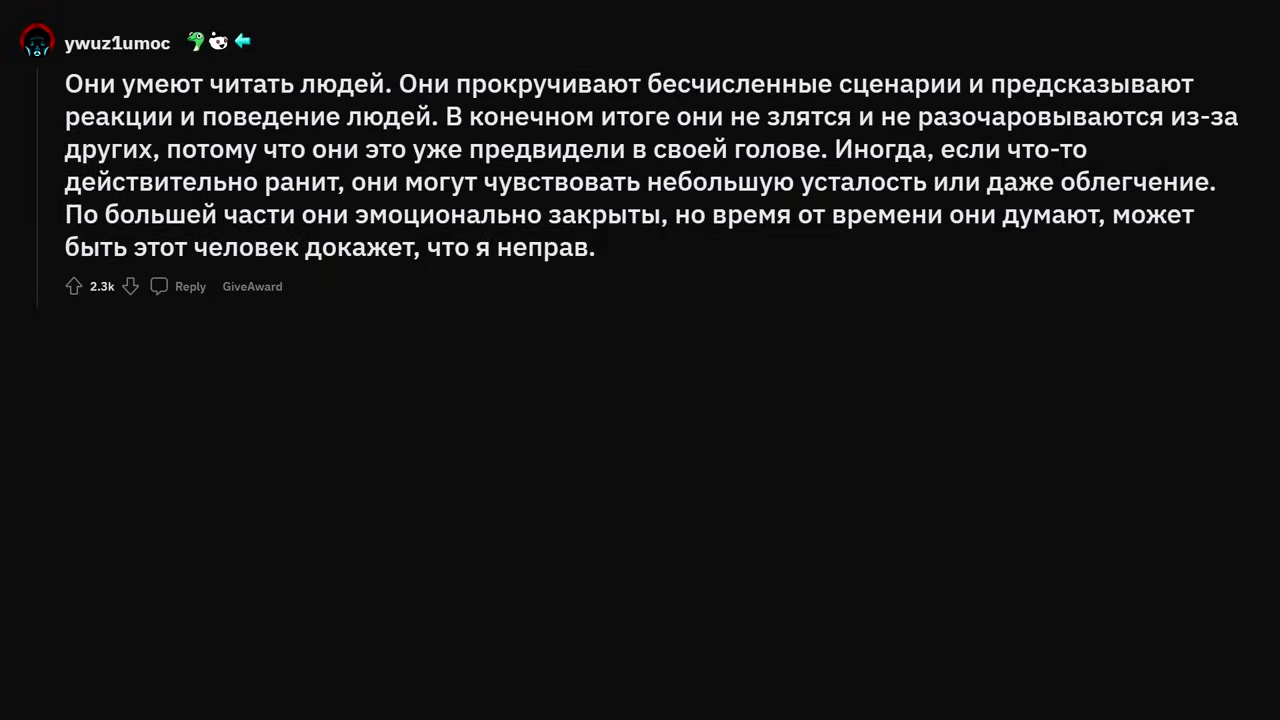 ywuz1umoc
Они умеют читать людей. Они прокручивают бесчисленные сценарии и предсказывают
реакции и поведение людей. В конечном итоге они не злятся и не разочаровываются из-за
других, потому что они это уже предвидели в своей голове. Иногда, если что-то
действительно ранит, они могут чувствовать небольшую усталость или даже облегчение.
По большей части они эмоционально закрыты, но время от времени они думают, может
быть этот человек докажет, что я неправ.
2.3k Reply GiveAward